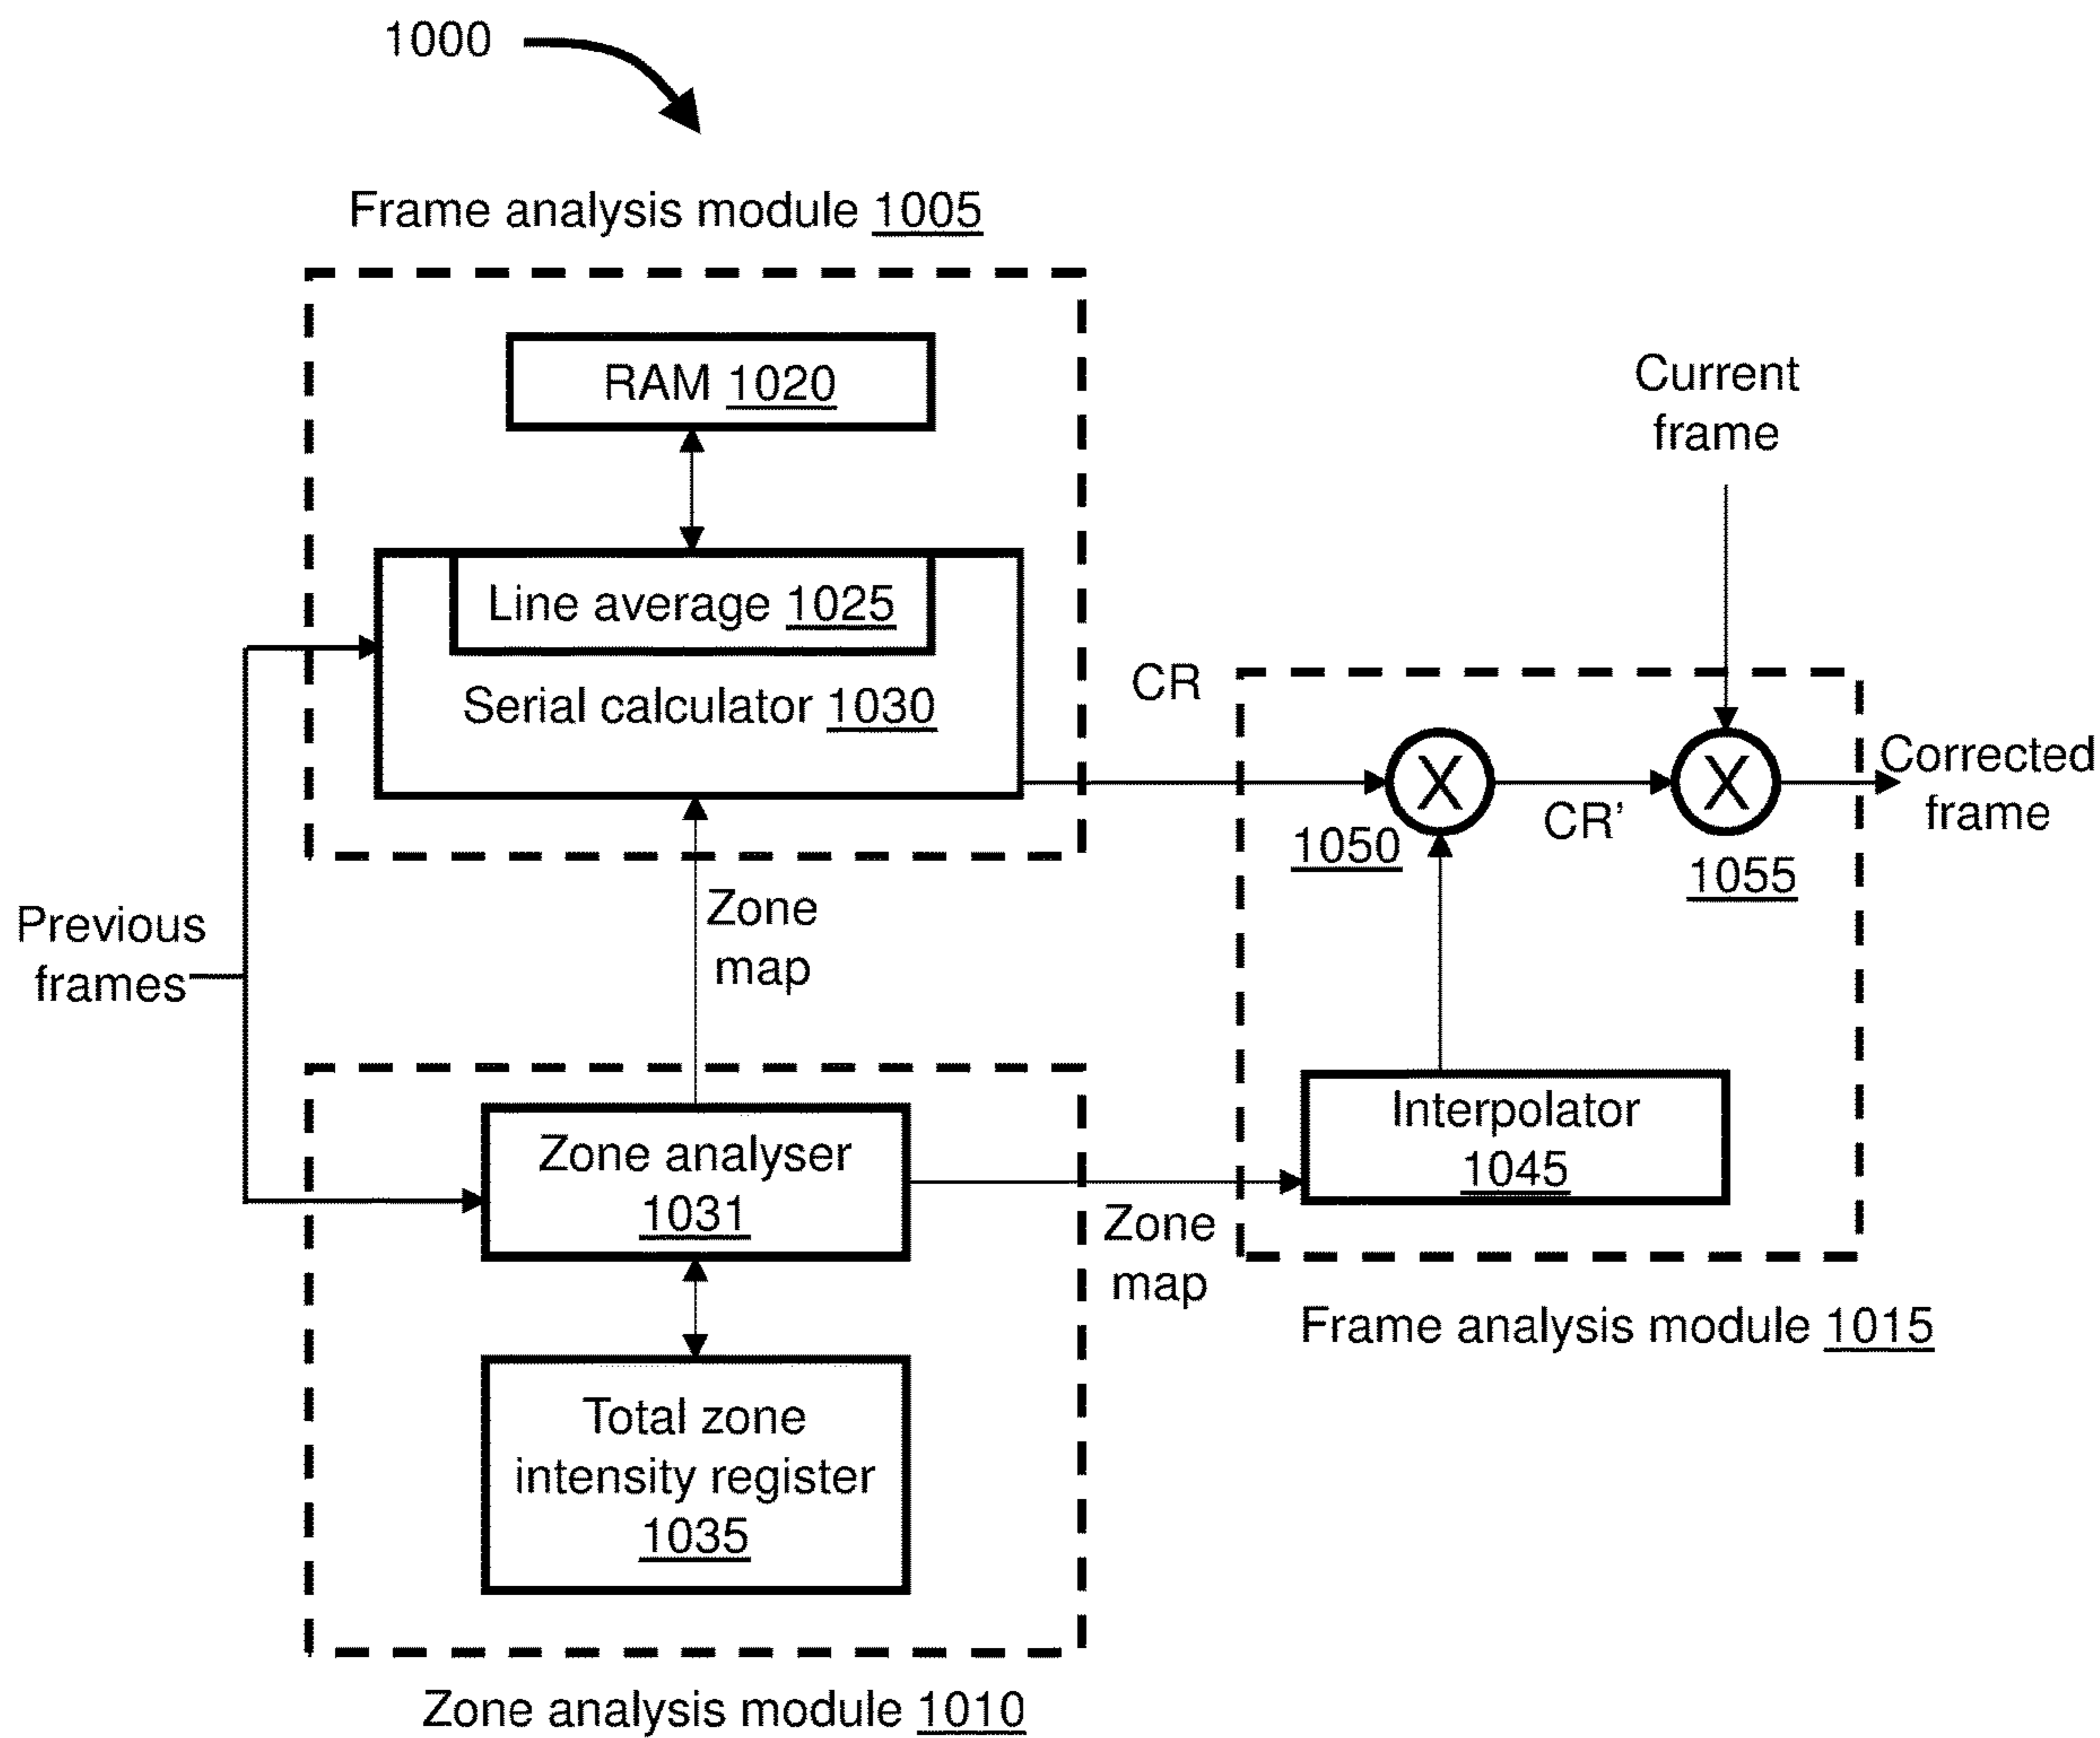 1000
Frame analysis module 1005
RAM 1020
Line average 1025
Serial calculator 1030
Current
frame
CR
X
X
CR’
1050
1055
Corrected
frame
Previous
frames
Zone
map
Zone analyser
1031
Zone
map
Interpolator
1045
Frame analysis module 1015
Total zone
intensity register
1035
Zone analysis module 1010